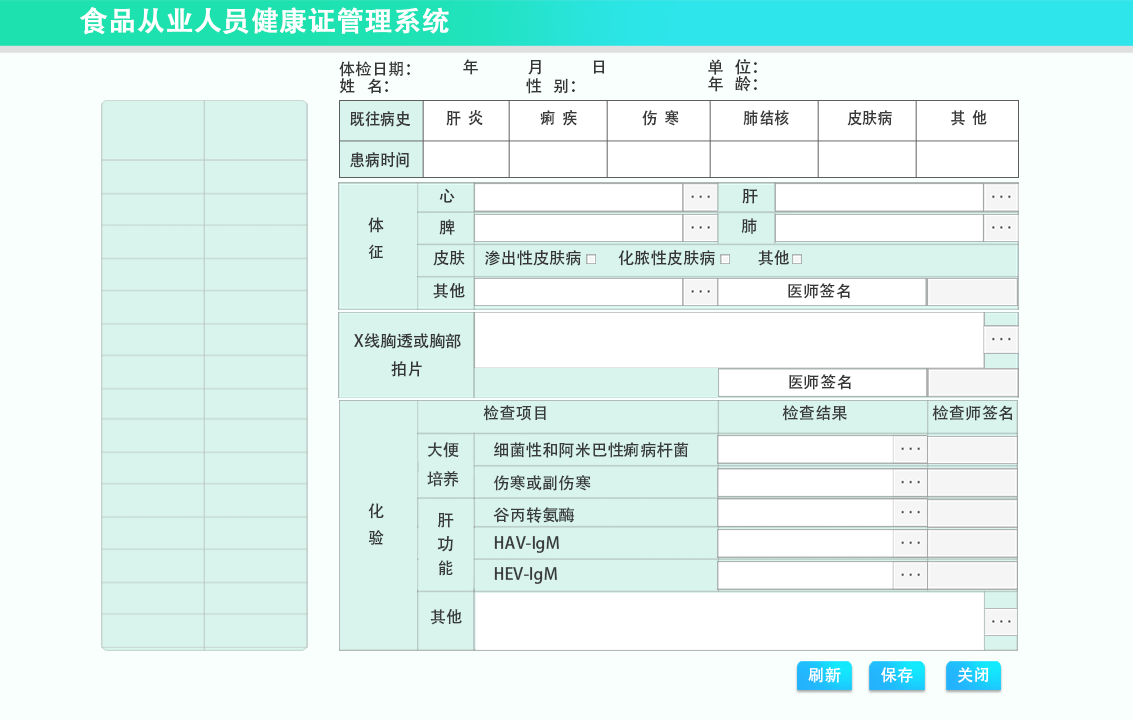 食品从业人员健康证管理系统
体检日期： 年 月 日 单 位：
姓 名： 性 别： 年 龄：
既往病史 肝 炎 痢 疾 伤 寒 肺结核 皮肤病 其 他
患病时间
体征
心 ··· 肝 ···
脾 ··· 肺 ···
皮肤 渗出性皮肤病 化脓性皮肤病 其他
其他 ··· 医师签名
X线胸透或胸部
拍片
···
医师签名
化验
检查项目 检查结果 检查师签名
大便
培养
细菌性和阿米巴性痢病杆菌 ···
伤寒或副伤寒 ···
肝功能
谷丙转氨酶 ···
HAV-IgM ···
HEV-IgM ···
其他 ···
刷新 保存 关闭